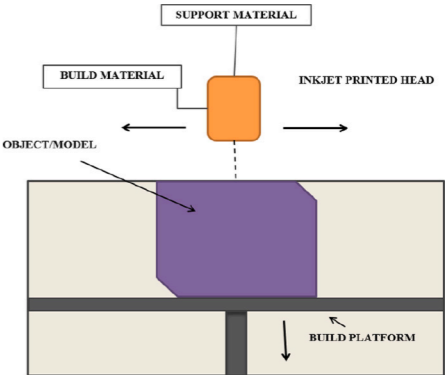 SUPPORT MATERIAL
BUILD MATERIAL
INKJET PRINTED HEAD
OBJECT/MODEL
BUILD PLATFORM